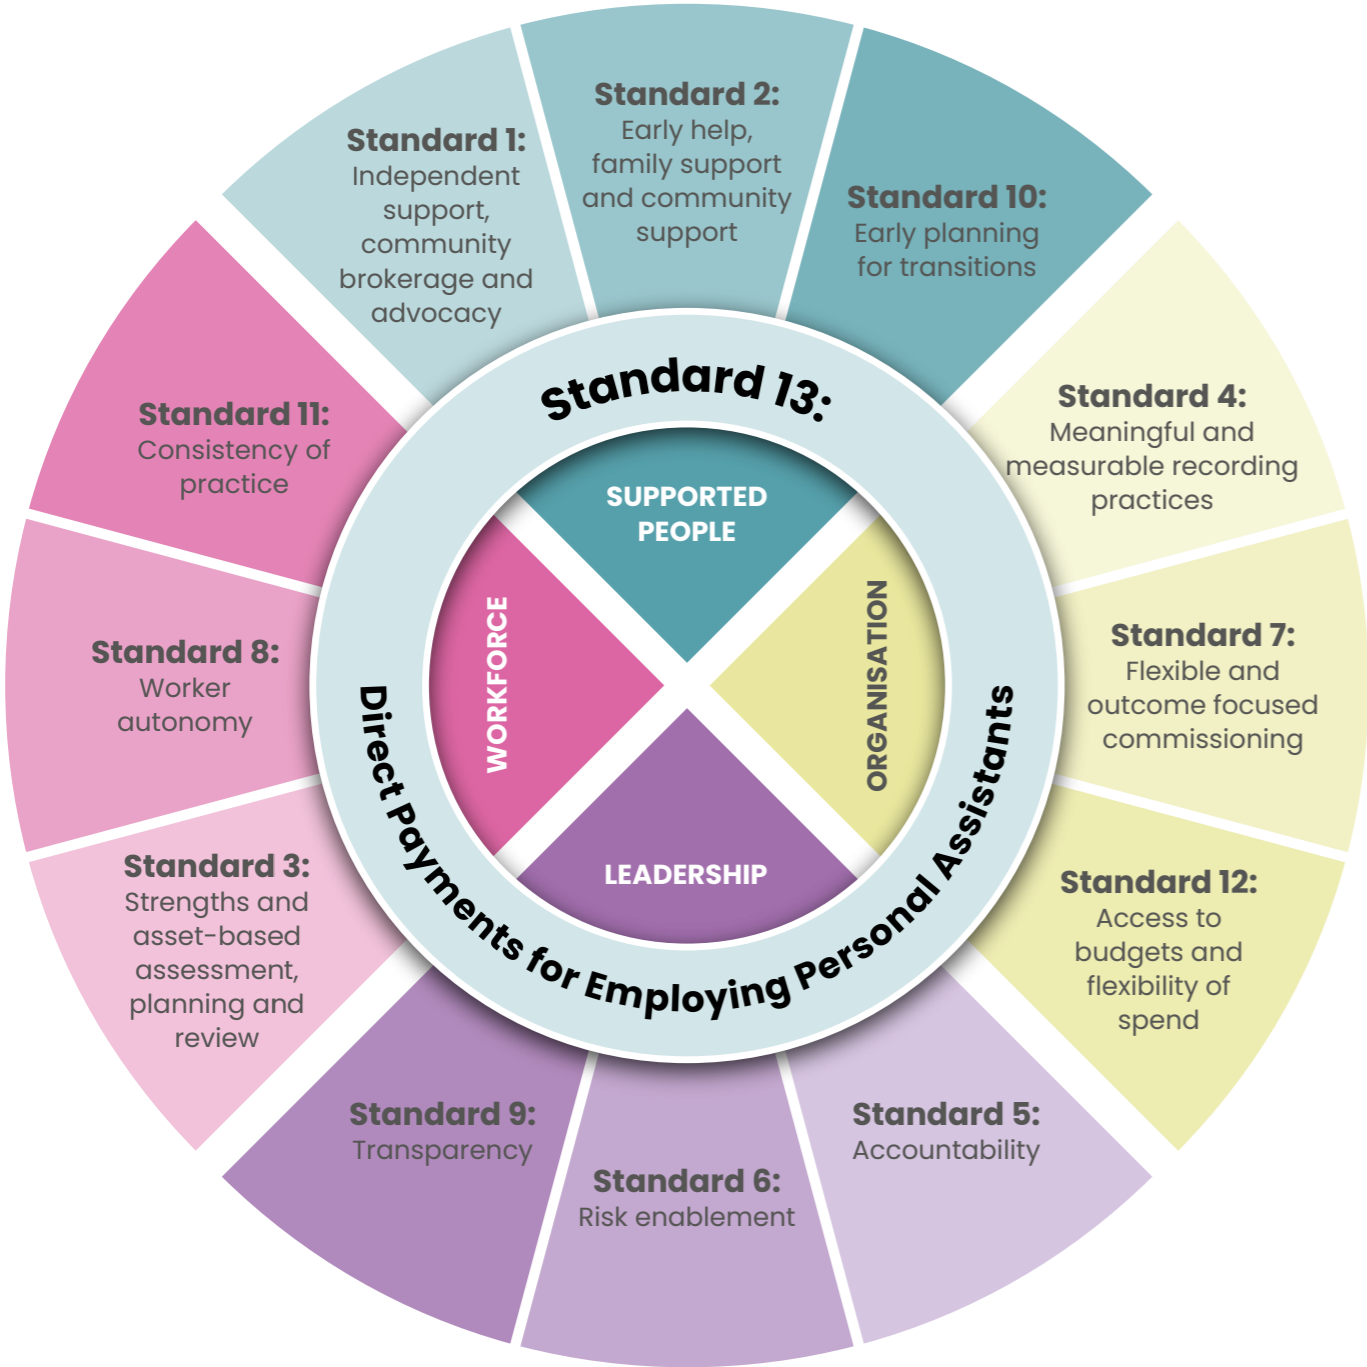 Standard 1:
Independent
support,
community
brokerage and
advocacy
Standard 2:
Early help,
family support
and community
support
Standard 10:
Early planning
for transitions
Standard 4:
Meaningful and
measurable recording
practices
Standard 7:
Flexible and
outcome focused
commissioning
Standard 12:
Access to
budgets and
flexibility of
spend
Standard 5:
Accountability
Standard 6:
Risk enablement
Standard 9:
Transparency
Standard 3:
Strengths and
asset-based
assessment,
planning and
review
Standard 8:
Worker
autonomy
Standard 11:
Consistency of
practice
Standard 13:
Direct Payments for Employing Personal Assistants
SUPPORTED
PEOPLE
ORGANISATION
LEADERSHIP
WORKFORCE